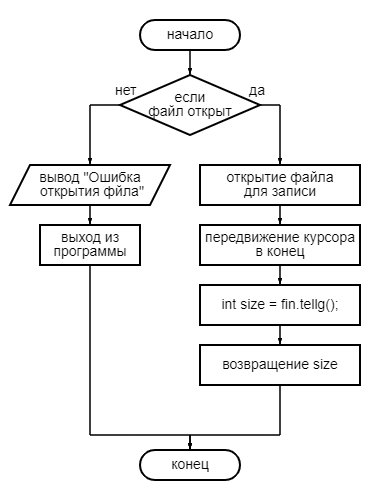 начало
если
файл открыт
нет
да
вывод "Ошибка
открытия фйла"
открытие файла
для записи
выход из
программы
передвижение курсора
в конец
int size = fin.tellg();
возвращение size
конец